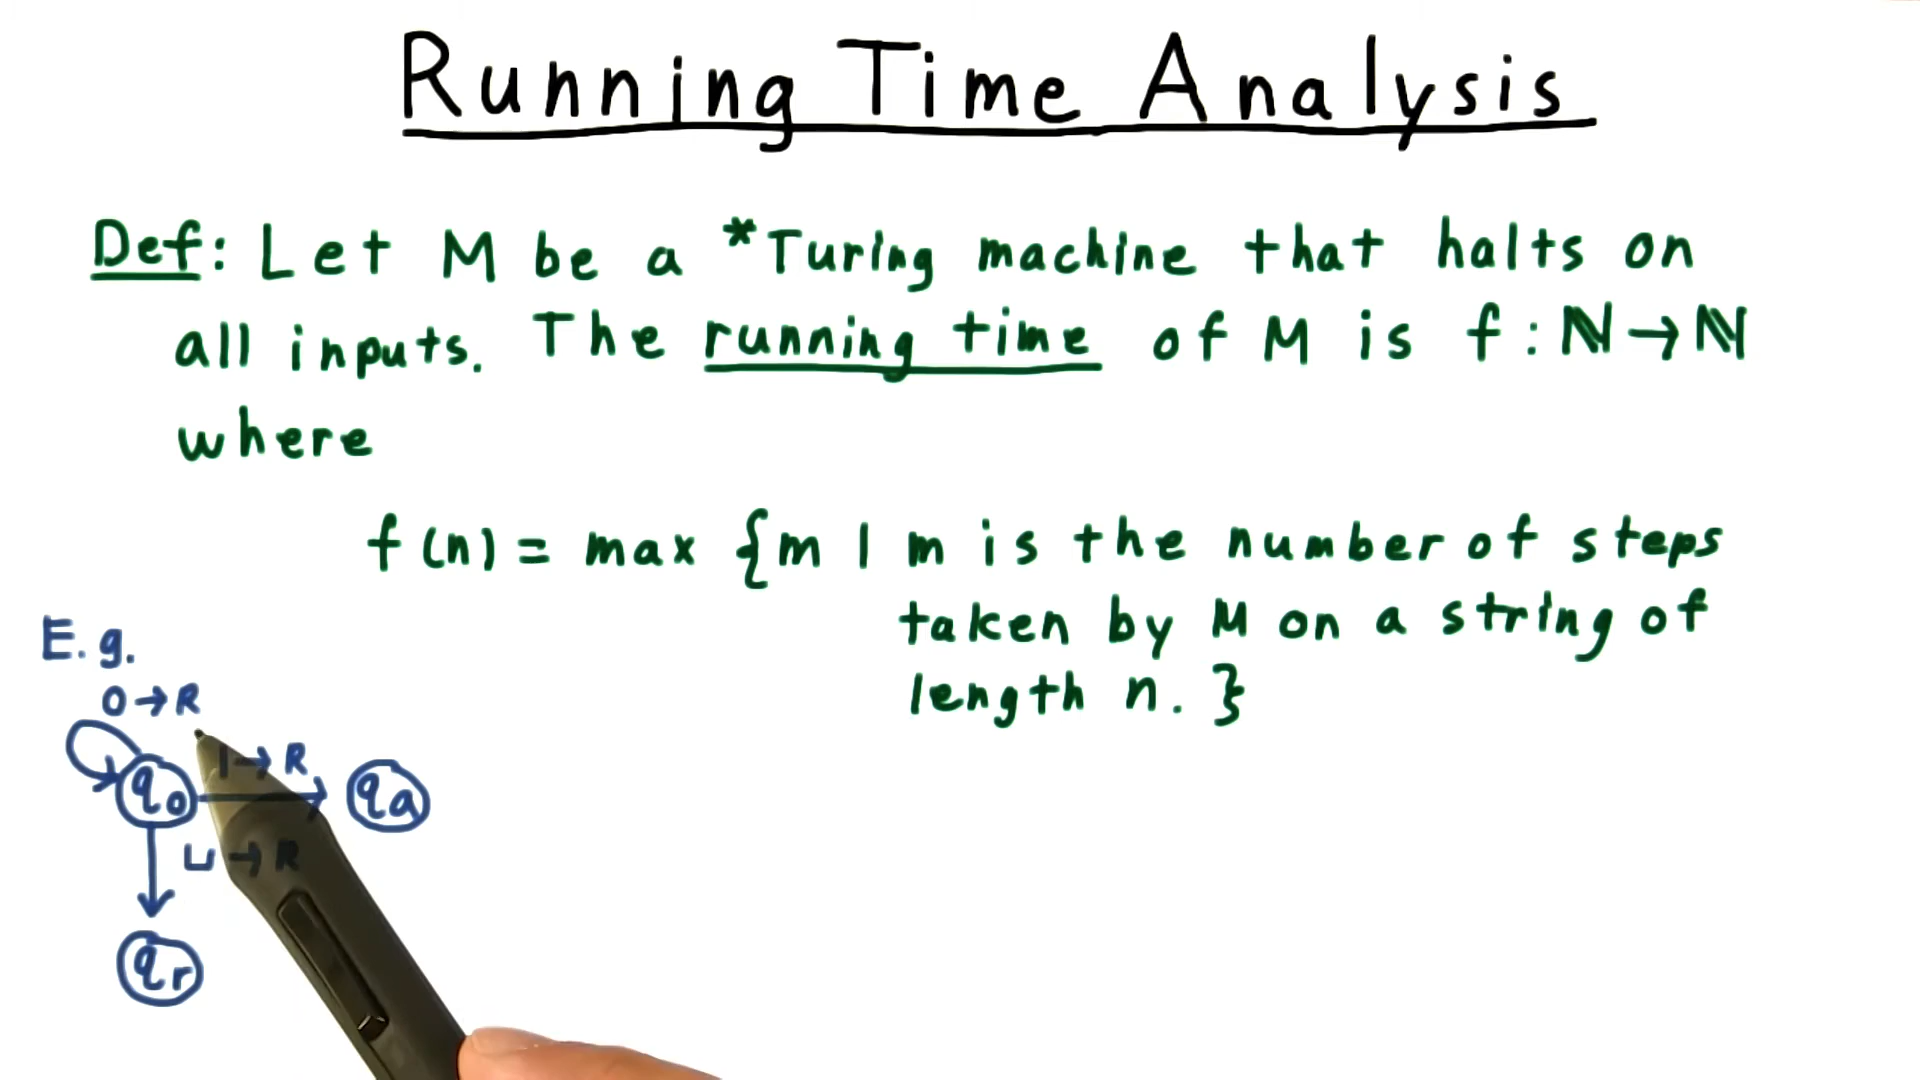 Running Time Analysis
Def: Let M be a *Turing machine that halts on
all inputs. The running time of M is f : ℕ → ℕ
where
f(n) = max {m | m is the number of steps
taken by M on a string of
length n. }
E.g.
0 → R
1 → R
q0
qa
⊔ → R
qr